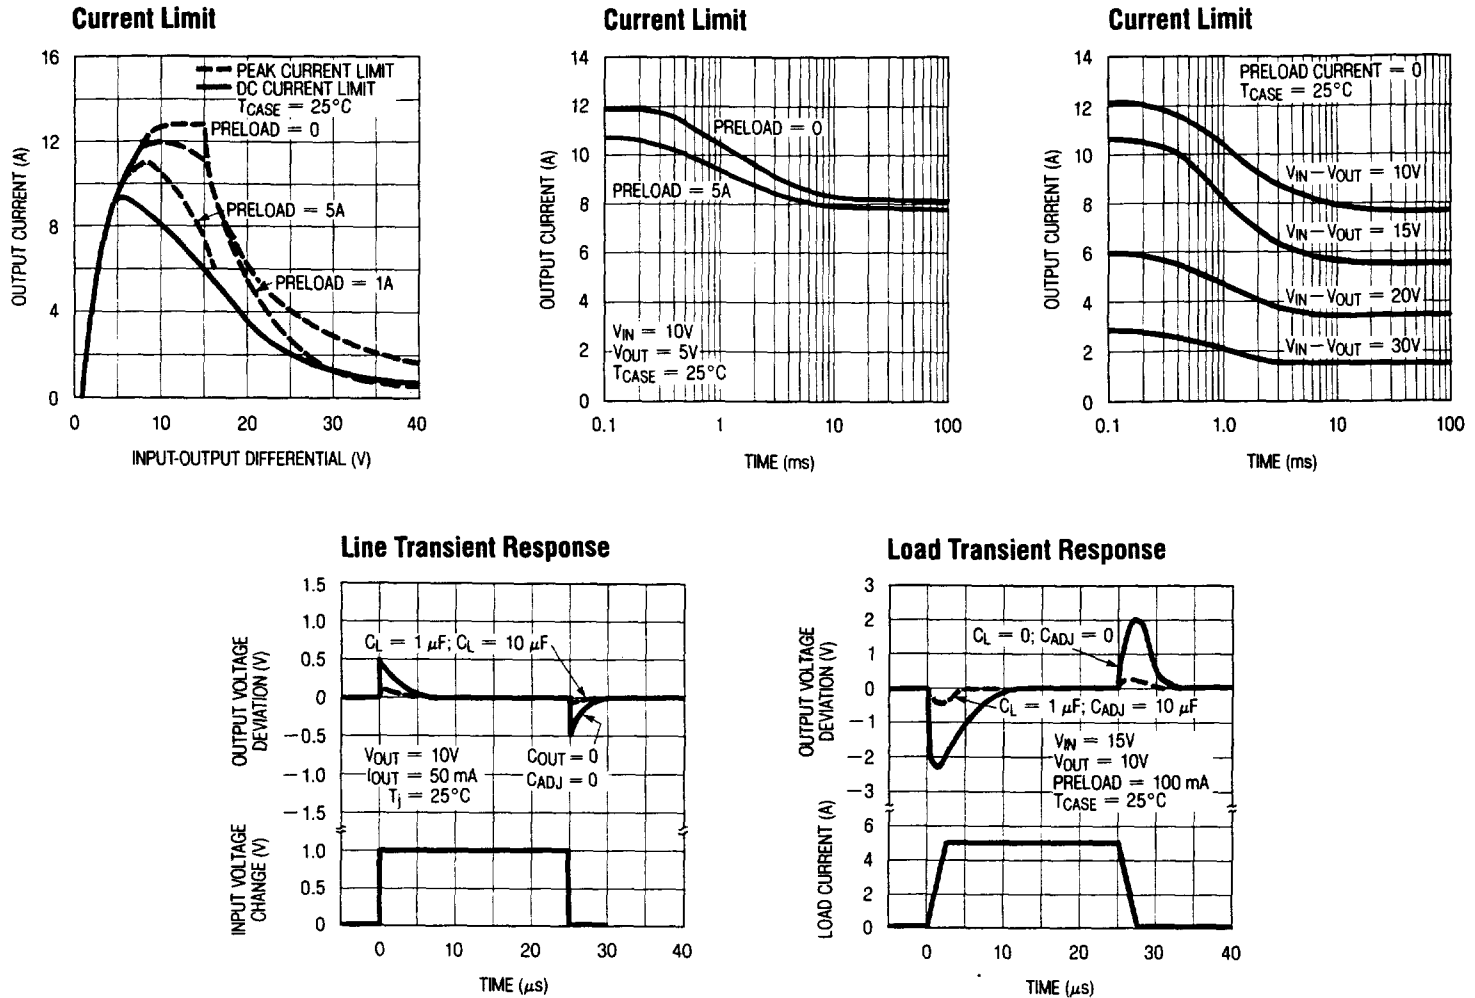 Current Limit
16
14
12
10
8
6
4
2
0
OUTPUT CURRENT (A)
PEAK CURRENT LIMIT
DC CURRENT LIMIT
TCASE = 25°C
PRELOAD = 0
PRELOAD = 5A
PRELOAD = 1A
0 10 20 30 40
INPUT-OUTPUT DIFFERENTIAL (V)
Current Limit
14
12
10
8
6
4
2
0
OUTPUT CURRENT (A)
PRELOAD = 0
PRELOAD = 5A
VIN = 10V
VOUT = 5V
TCASE = 25°C
0.1 1 10 100
TIME (ms)
Current Limit
14
12
10
8
6
4
2
0
OUTPUT CURRENT (A)
PRELOAD CURRENT = 0
TCASE = 25°C
VIN–VOUT = 10V
VIN–VOUT = 15V
VIN–VOUT = 20V
VIN–VOUT = 30V
0.1 1.0 10 100
TIME (ms)
Line Transient Response
1.5
1.0
0.5
0
−0.5
−1.0
−1.5
OUTPUT VOLTAGE
DEVIATION (V)
CL = 1 μF; CL = 10 μF
VOUT = 10V
IOUT = 50 mA
Tj = 25°C
COUT = 0
CADJ = 0
1.0
0.5
0
INPUT VOLTAGE
CHANGE (V)
0 10 20 30 40
TIME (μs)
Load Transient Response
3
2
1
0
−1
−2
−3
OUTPUT VOLTAGE
DEVIATION (V)
CL = 0; CADJ = 0
CL = 1 μF; CADJ = 10 μF
VIN = 15V
VOUT = 10V
PRELOAD = 100 mA
TCASE = 25°C
6
4
2
0
LOAD CURRENT (A)
0 10 20 30 40
TIME (μs)